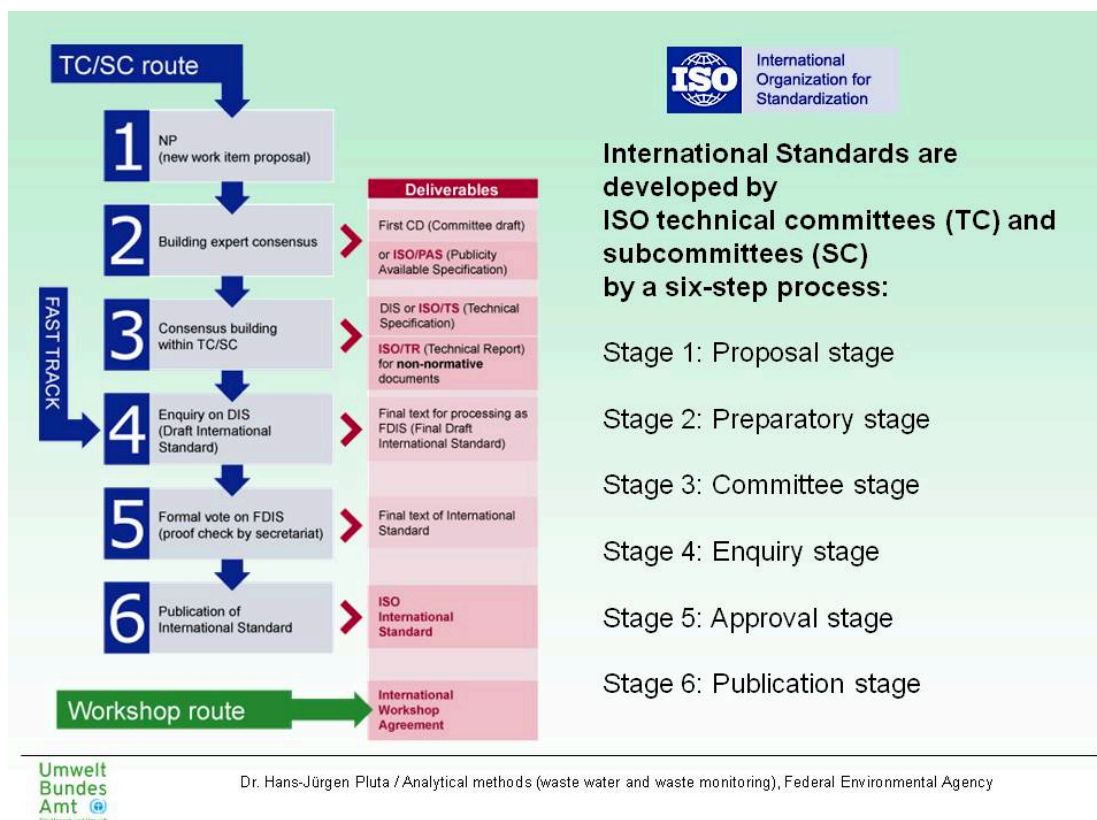 TC/SC route
1
NP
(new work item proposal)
Deliverables
2
Building expert consensus
First CD (Committee draft)
or ISO/PAS (Publicity
Available Specification)
FAST TRACK
3
Consensus building
within TC/SC
DIS or ISO/TS (Technical
Specification)
ISO/TR (Technical Report)
for non-normative
documents
4
Enquiry on DIS
(Draft International
Standard)
Final text for processing as
FDIS (Final Draft
International Standard)
5
Formal vote on FDIS
(proof check by secretariat)
Final text of International
Standard
6
Publication of
International Standard
ISO
International
Standard
Workshop route
International
Workshop
Agreement
ISO
International
Organization for
Standardization
International Standards are
developed by
ISO technical committees (TC) and
subcommittees (SC)
by a six-step process:
Stage 1: Proposal stage
Stage 2: Preparatory stage
Stage 3: Committee stage
Stage 4: Enquiry stage
Stage 5: Approval stage
Stage 6: Publication stage
Umwelt
Bundes
Amt
Dr. Hans-Jürgen Pluta / Analytical methods (waste water and waste monitoring), Federal Environmental Agency